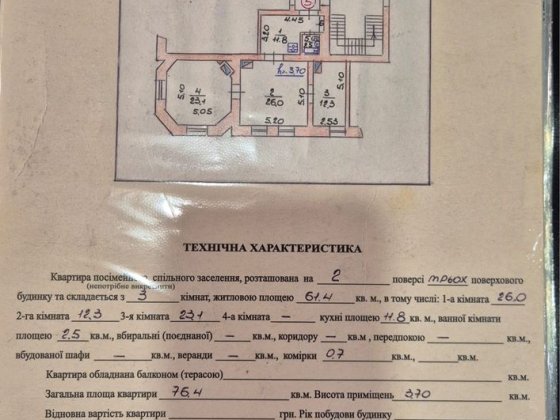 5
4.45
1
11.8
3.20
h=3.70
5.10
4
23.1
5.05
2
26.0
5.10
5.20
3
12.3
5.10
2.53
ТЕХНІЧНА ХАРАКТЕРИСТИКА
Квартира посімейного, спільного заселення, розташована на 2 поверсі трьох поверхового
(непотрібне викреслити)
будинку та складається з 3 кімнат, житловою площею 61.4 кв. м., в тому числі: 1-а кімната 26.0
2-га кімната 12.3 3-я кімната 23.1 4-а кімната — кухні площею 11.8 кв. м., ванної кімнати
площею 2.5 кв.м., вбиральні (поєднаної) — кв.м., коридору — кв.м., передпокою — кв.м.,
вбудованої шафи — кв.м., веранди — кв.м., комірки 0.7 кв.м.
Квартира обладнана балконом (терасою) кв.м.
Загальна площа квартири 76.4 кв.м. Висота приміщень 3.70
Відновна вартість квартири грн. Рік побудови будинку